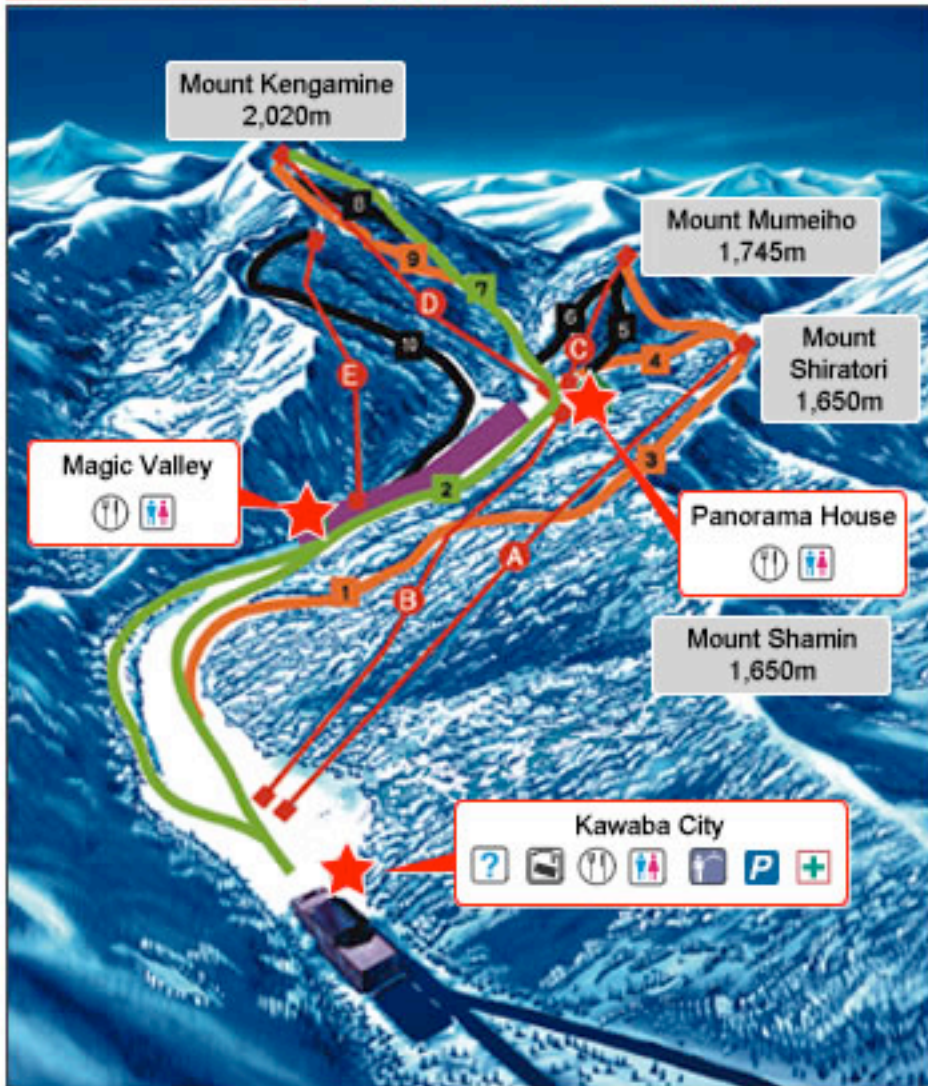 Mount Kengamine
2,020m
8
Mount Mumeiho
1,745m
9
7
D
6
5
C
4
Mount
Shiratori
1,650m
10
E
Magic Valley
2
3
Panorama House
A
1
B
Mount Shamin
1,650m
Kawaba City
?
P